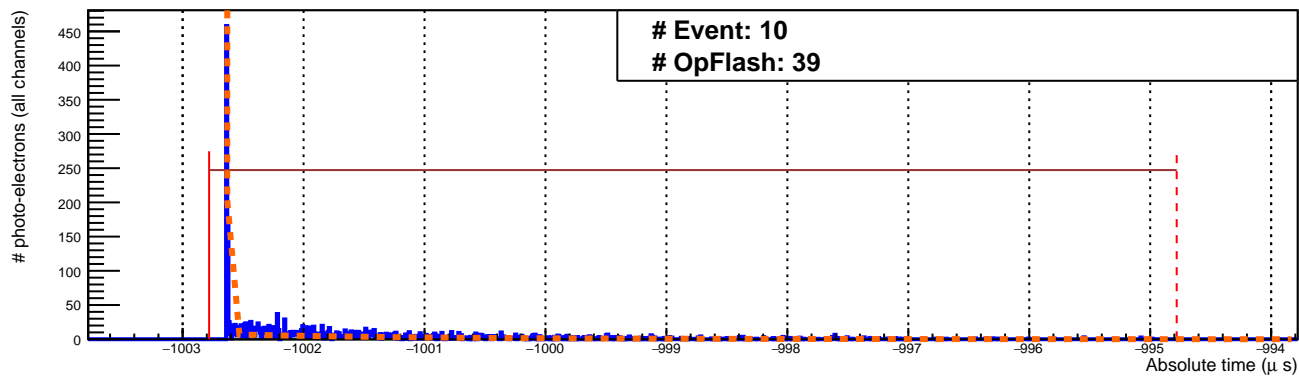 # Event: 10
# OpFlash: 39
# photo-electrons (all channels)
450
400
350
300
250
200
150
100
50
0
−1003 −1002 −1001 −1000 −999 −998 −997 −996 −995 −994
Absolute time (μ s)